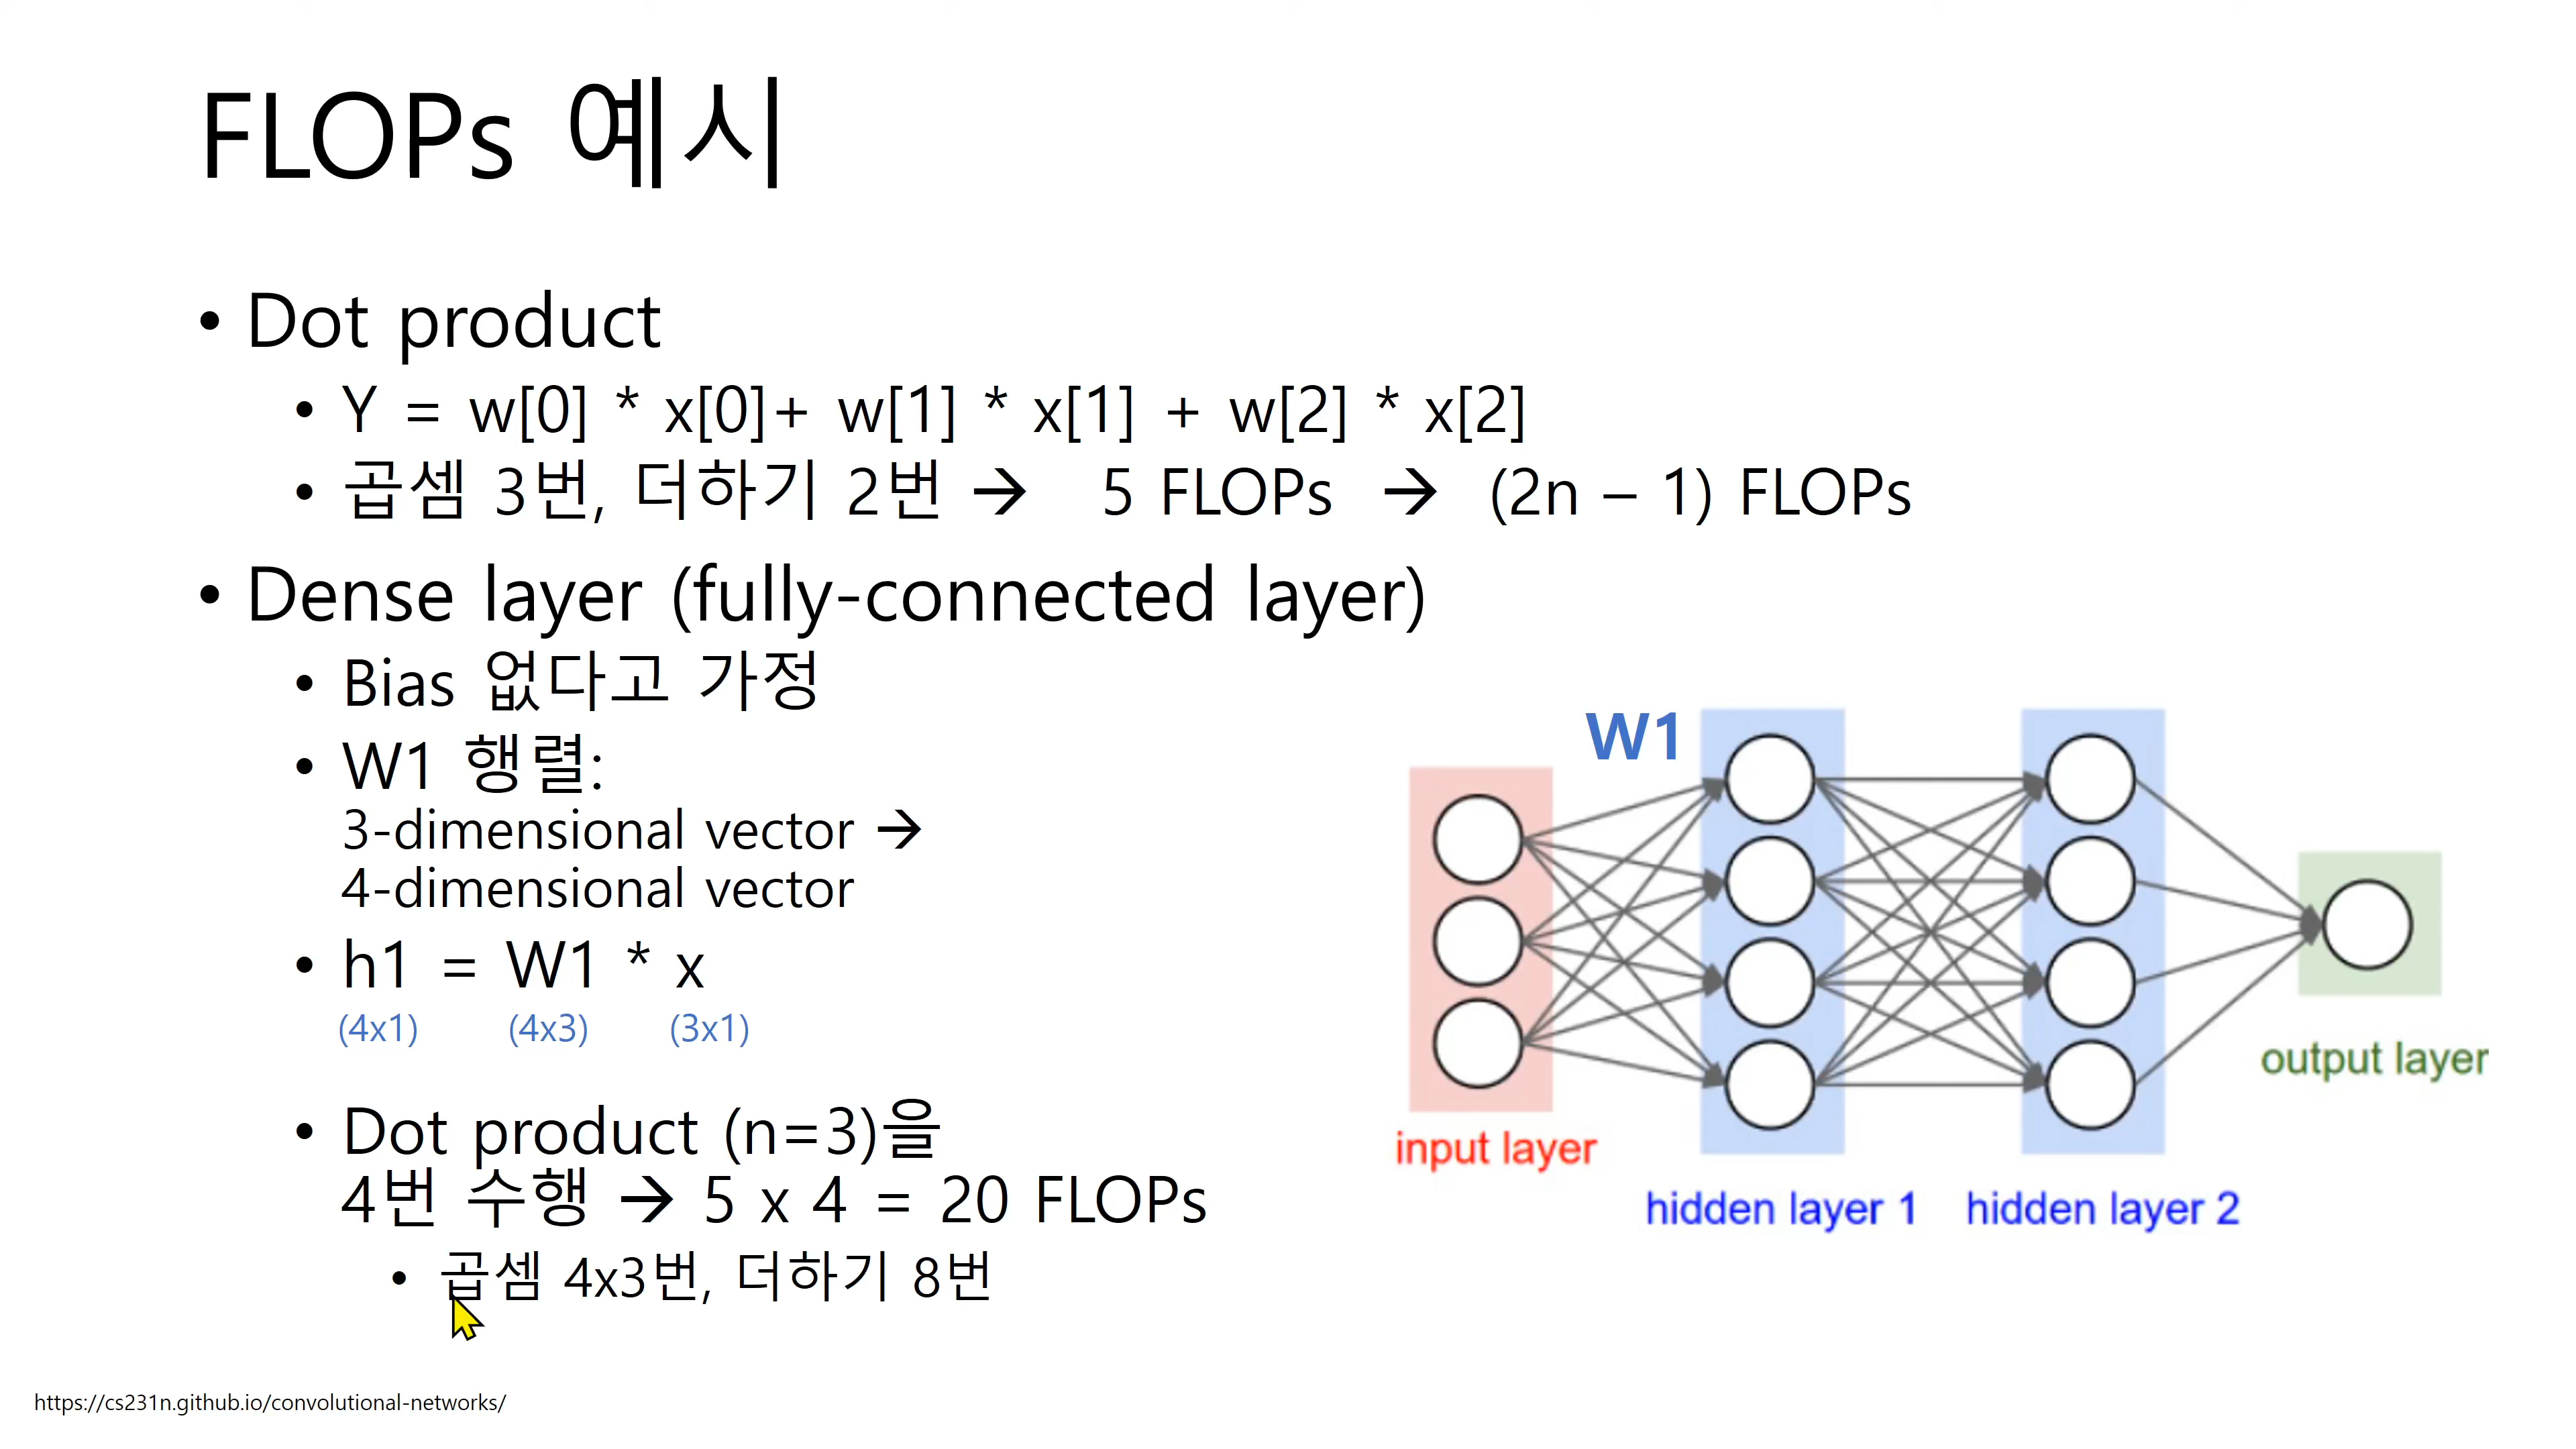 FLOPs 예시
• Dot product
• Y = w[0] * x[0]+ w[1] * x[1] + w[2] * x[2]
• 곱셈 3번, 더하기 2번 → 5 FLOPs → (2n – 1) FLOPs
• Dense layer (fully-connected layer)
• Bias 없다고 가정
• W1 행렬:
3-dimensional vector →
4-dimensional vector
• h1 = W1 * x
(4x1) (4x3) (3x1)
• Dot product (n=3)을
4번 수행 → 5 x 4 = 20 FLOPs
• 곱셈 4x3번, 더하기 8번
W1
input layer
hidden layer 1
hidden layer 2
output layer
https://cs231n.github.io/convolutional-networks/